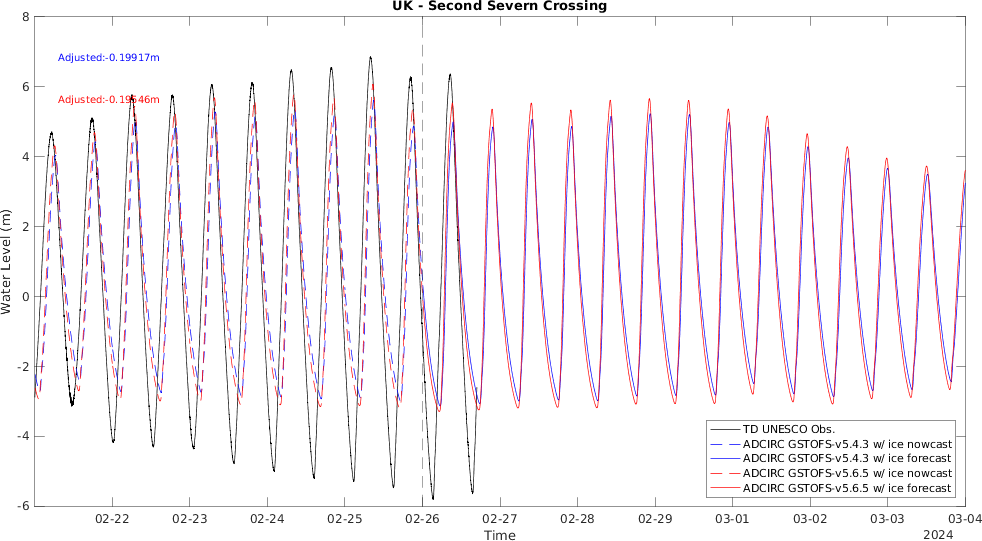 UK - Second Severn Crossing
8
6
4
2
0
-2
-4
-6
Water Level (m)
Adjusted:-0.19917m
Adjusted:-0.19546m
TD UNESCO Obs.
ADCIRC GSTOFS-v5.4.3 w/ ice nowcast
ADCIRC GSTOFS-v5.4.3 w/ ice forecast
ADCIRC GSTOFS-v5.6.5 w/ ice nowcast
ADCIRC GSTOFS-v5.6.5 w/ ice forecast
02-22 02-23 02-24 02-25 02-26 02-27 02-28 02-29 03-01 03-02 03-03 03-04
Time
2024